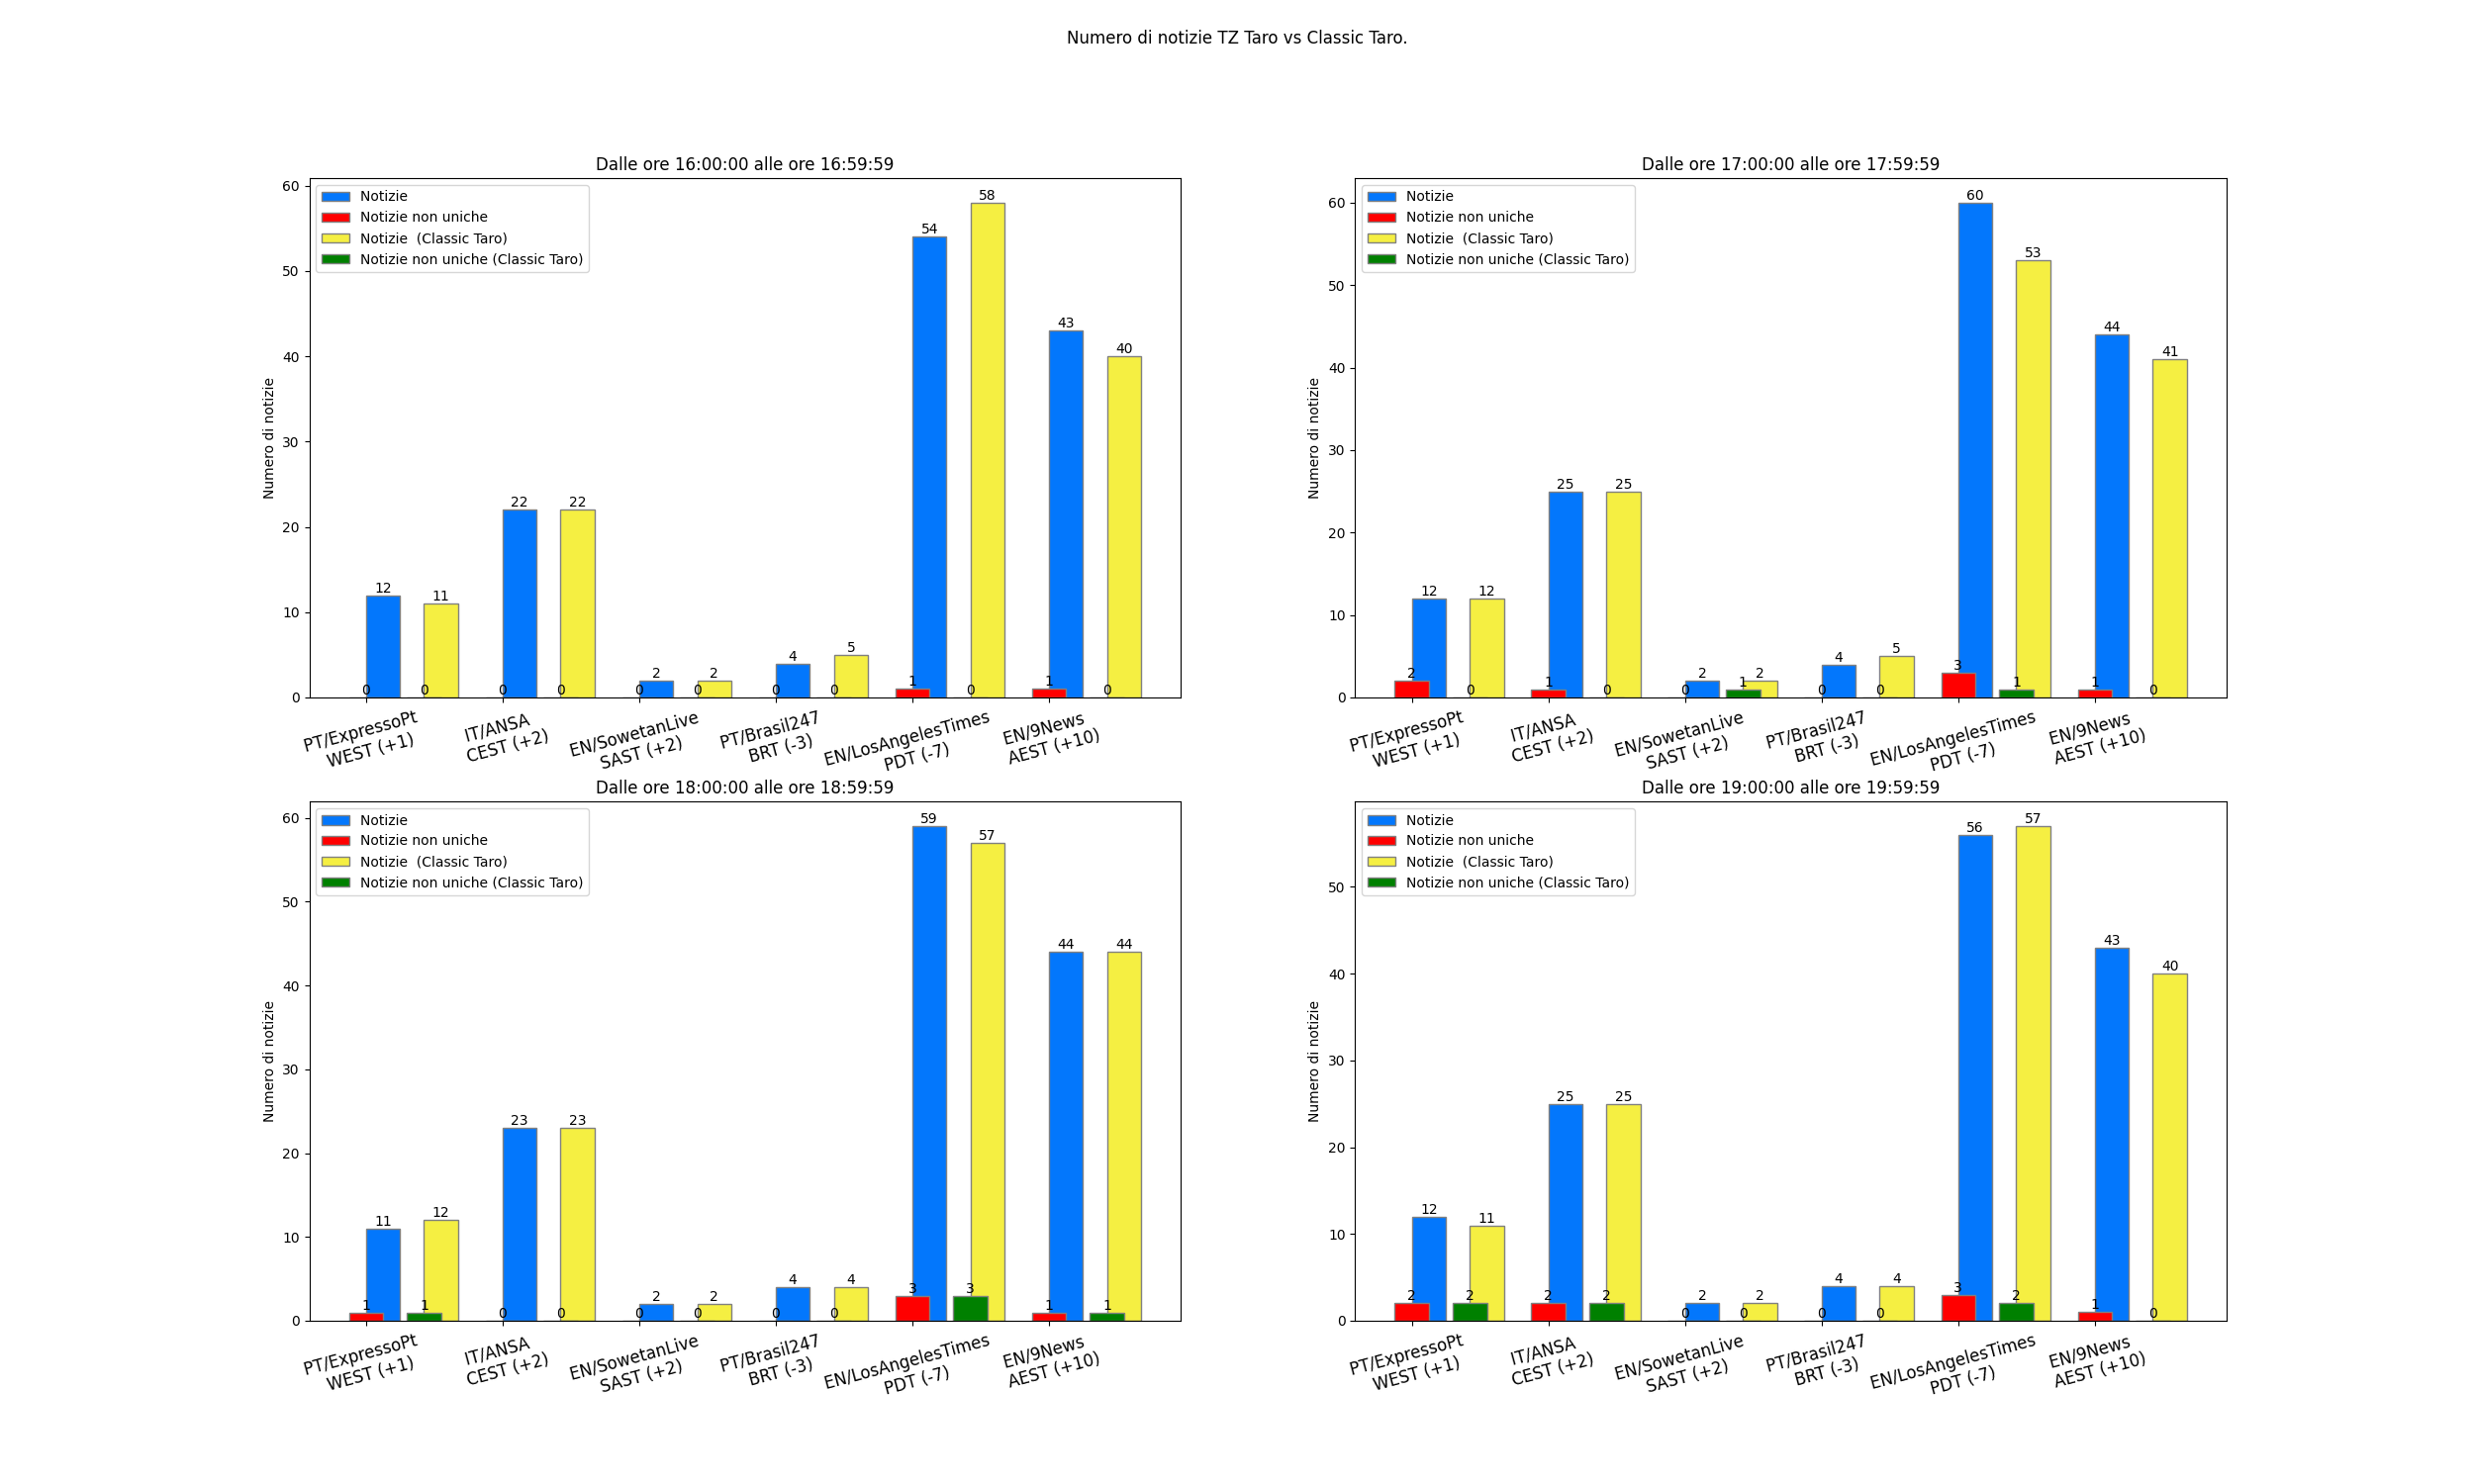 Numero di notizie TZ Taro vs Classic Taro.
Dalle ore 16:00:00 alle ore 16:59:59
Notizie
Notizie non uniche
Notizie  (Classic Taro)
Notizie non uniche (Classic Taro)
Numero di notizie
60
50
40
30
20
10
0
12
11
22
22
2
2
4
5
54
58
43
40
0
0
0
0
0
0
0
0
1
0
1
0
PT/ExpressoPt
WEST (+1)
IT/ANSA
CEST (+2)
EN/SowetanLive
SAST (+2)
PT/Brasil247
BRT (-3)
EN/LosAngelesTimes
PDT (-7)
EN/9News
AEST (+10)
Dalle ore 17:00:00 alle ore 17:59:59
Notizie
Notizie non uniche
Notizie  (Classic Taro)
Notizie non uniche (Classic Taro)
Numero di notizie
60
50
40
30
20
10
0
12
12
25
25
2
2
4
5
60
53
44
41
2
0
1
0
0
1
0
0
3
1
1
0
PT/ExpressoPt
WEST (+1)
IT/ANSA
CEST (+2)
EN/SowetanLive
SAST (+2)
PT/Brasil247
BRT (-3)
EN/LosAngelesTimes
PDT (-7)
EN/9News
AEST (+10)
Dalle ore 18:00:00 alle ore 18:59:59
Notizie
Notizie non uniche
Notizie  (Classic Taro)
Notizie non uniche (Classic Taro)
Numero di notizie
60
50
40
30
20
10
0
11
12
23
23
2
2
4
4
59
57
44
44
1
1
0
0
0
0
0
0
3
3
1
1
PT/ExpressoPt
WEST (+1)
IT/ANSA
CEST (+2)
EN/SowetanLive
SAST (+2)
PT/Brasil247
BRT (-3)
EN/LosAngelesTimes
PDT (-7)
EN/9News
AEST (+10)
Dalle ore 19:00:00 alle ore 19:59:59
Notizie
Notizie non uniche
Notizie  (Classic Taro)
Notizie non uniche (Classic Taro)
Numero di notizie
50
40
30
20
10
0
12
11
25
25
2
2
4
4
56
57
43
40
2
2
2
2
0
0
0
0
3
2
1
0
PT/ExpressoPt
WEST (+1)
IT/ANSA
CEST (+2)
EN/SowetanLive
SAST (+2)
PT/Brasil247
BRT (-3)
EN/LosAngelesTimes
PDT (-7)
EN/9News
AEST (+10)